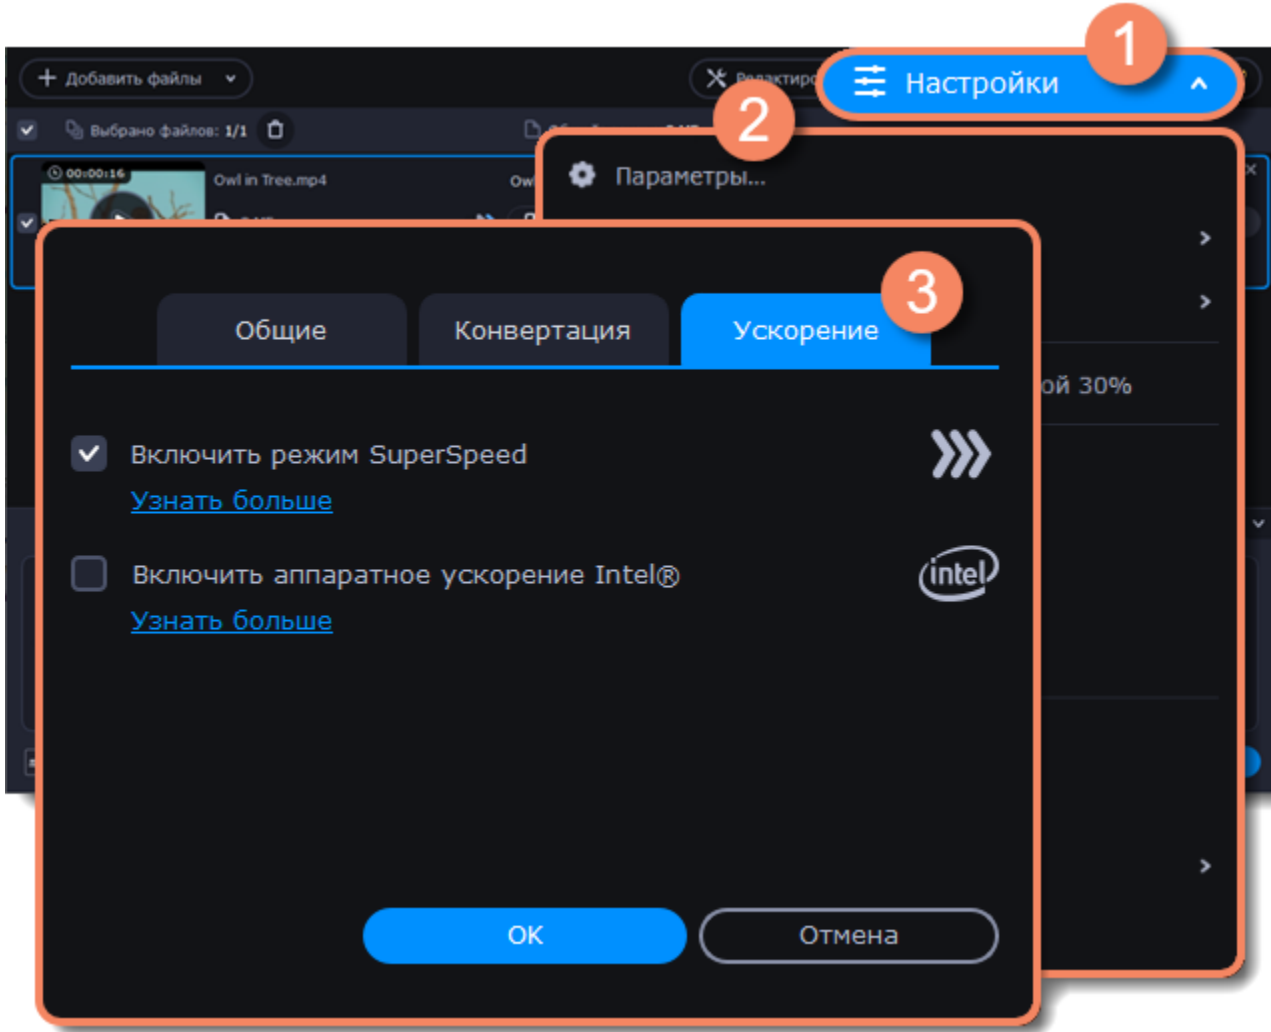 1
Добавить файлы
Настройки
2
Выбрано файлов: 1/1
Параметры...
00:00:16
Owl in Tree.mp4
Owl
3
Общие
Конвертация
Ускорение
ой 30%
Включить режим SuperSpeed
Узнать больше
Включить аппаратное ускорение Intel®
intel
Узнать больше
OK
Отмена